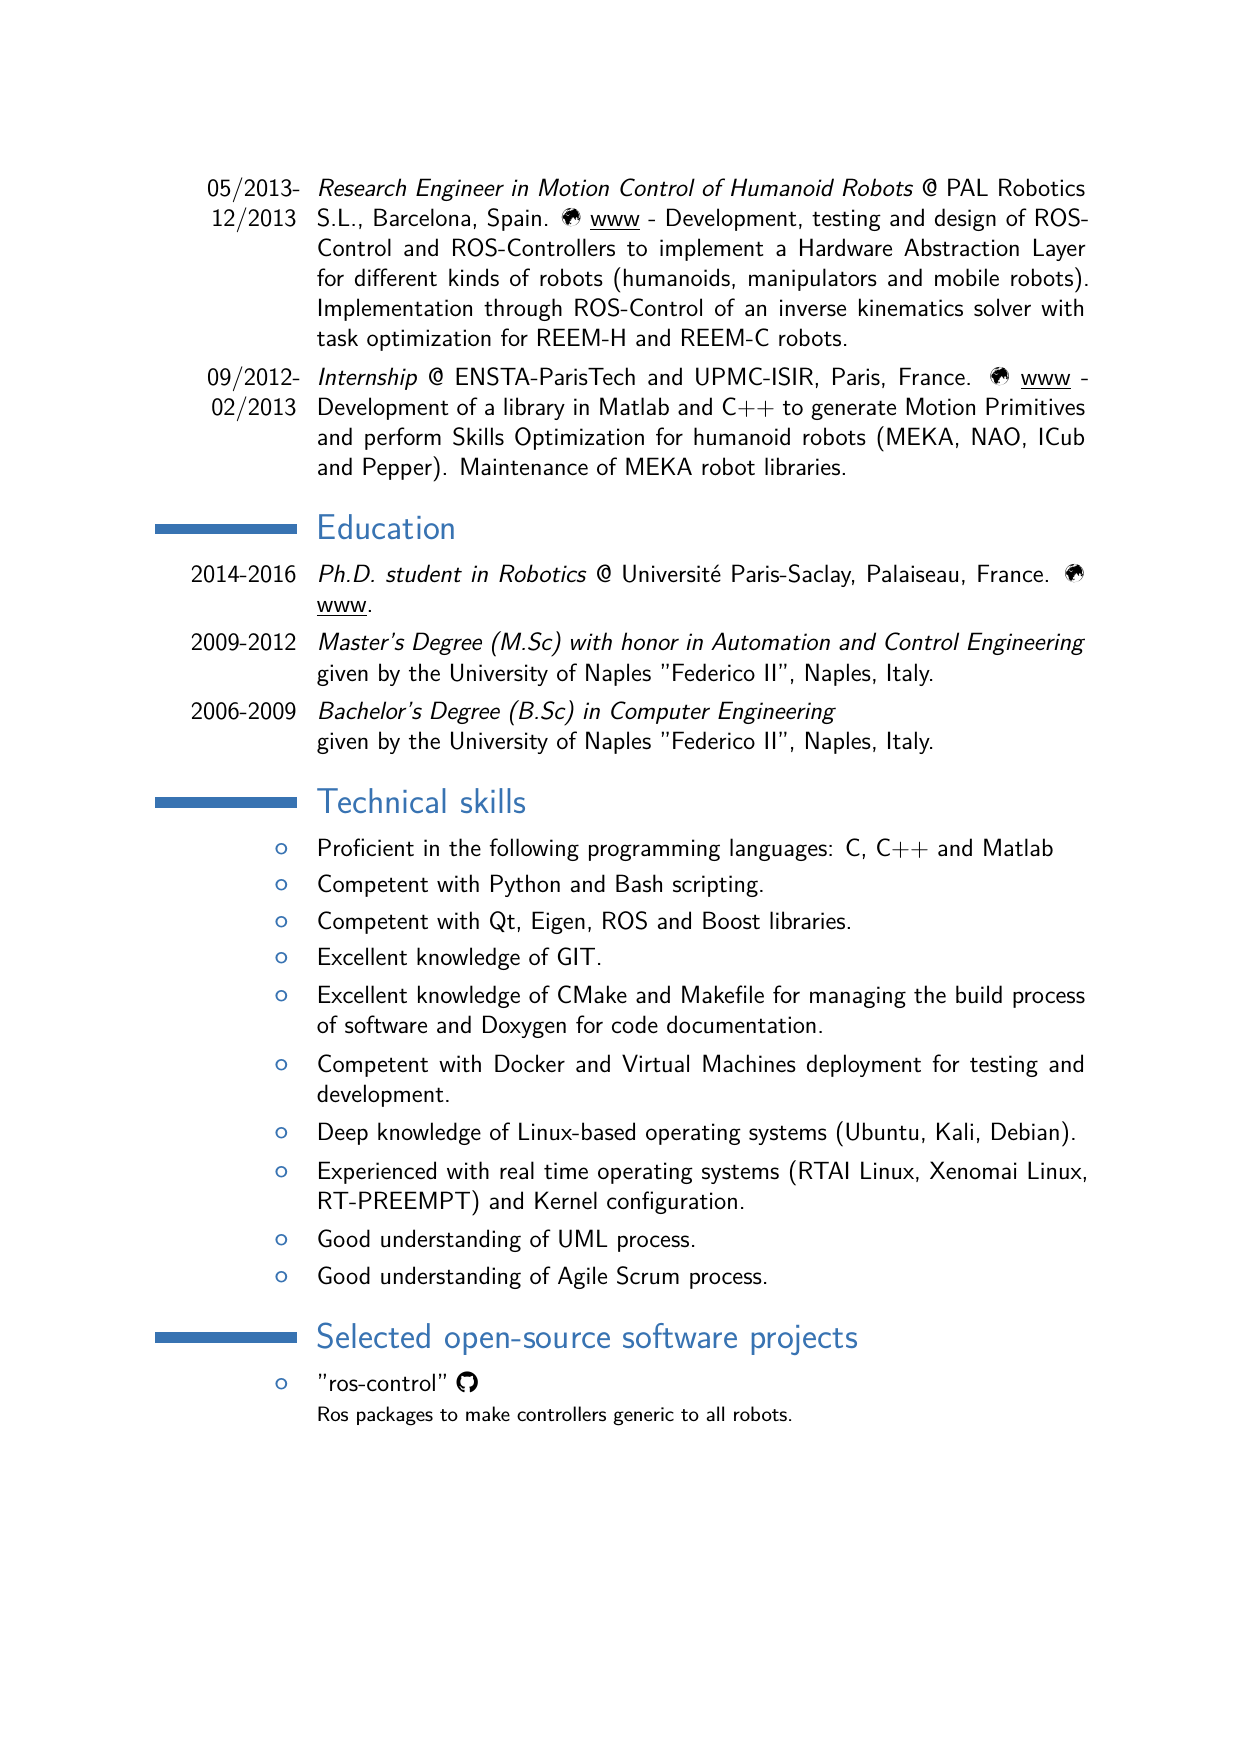 05/2013- Research Engineer in Motion Control of Humanoid Robots @ PAL Robotics
12/2013 S.L., Barcelona, Spain. www - Development, testing and design of ROS-
Control and ROS-Controllers to implement a Hardware Abstraction Layer
for different kinds of robots (humanoids, manipulators and mobile robots).
Implementation through ROS-Control of an inverse kinematics solver with
task optimization for REEM-H and REEM-C robots.
09/2012- Internship @ ENSTA-ParisTech and UPMC-ISIR, Paris, France. www -
02/2013 Development of a library in Matlab and C++ to generate Motion Primitives
and perform Skills Optimization for humanoid robots (MEKA, NAO, ICub
and Pepper). Maintenance of MEKA robot libraries.
Education
2014-2016 Ph.D. student in Robotics @ Université Paris-Saclay, Palaiseau, France.
www.
2009-2012 Master's Degree (M.Sc) with honor in Automation and Control Engineering
given by the University of Naples ”Federico II”, Naples, Italy.
2006-2009 Bachelor's Degree (B.Sc) in Computer Engineering
given by the University of Naples ”Federico II”, Naples, Italy.
Technical skills
Proficient in the following programming languages: C, C++ and Matlab
Competent with Python and Bash scripting.
Competent with Qt, Eigen, ROS and Boost libraries.
Excellent knowledge of GIT.
Excellent knowledge of CMake and Makefile for managing the build process
of software and Doxygen for code documentation.
Competent with Docker and Virtual Machines deployment for testing and
development.
Deep knowledge of Linux-based operating systems (Ubuntu, Kali, Debian).
Experienced with real time operating systems (RTAI Linux, Xenomai Linux,
RT-PREEMPT) and Kernel configuration.
Good understanding of UML process.
Good understanding of Agile Scrum process.
Selected open-source software projects
”ros-control”
Ros packages to make controllers generic to all robots.